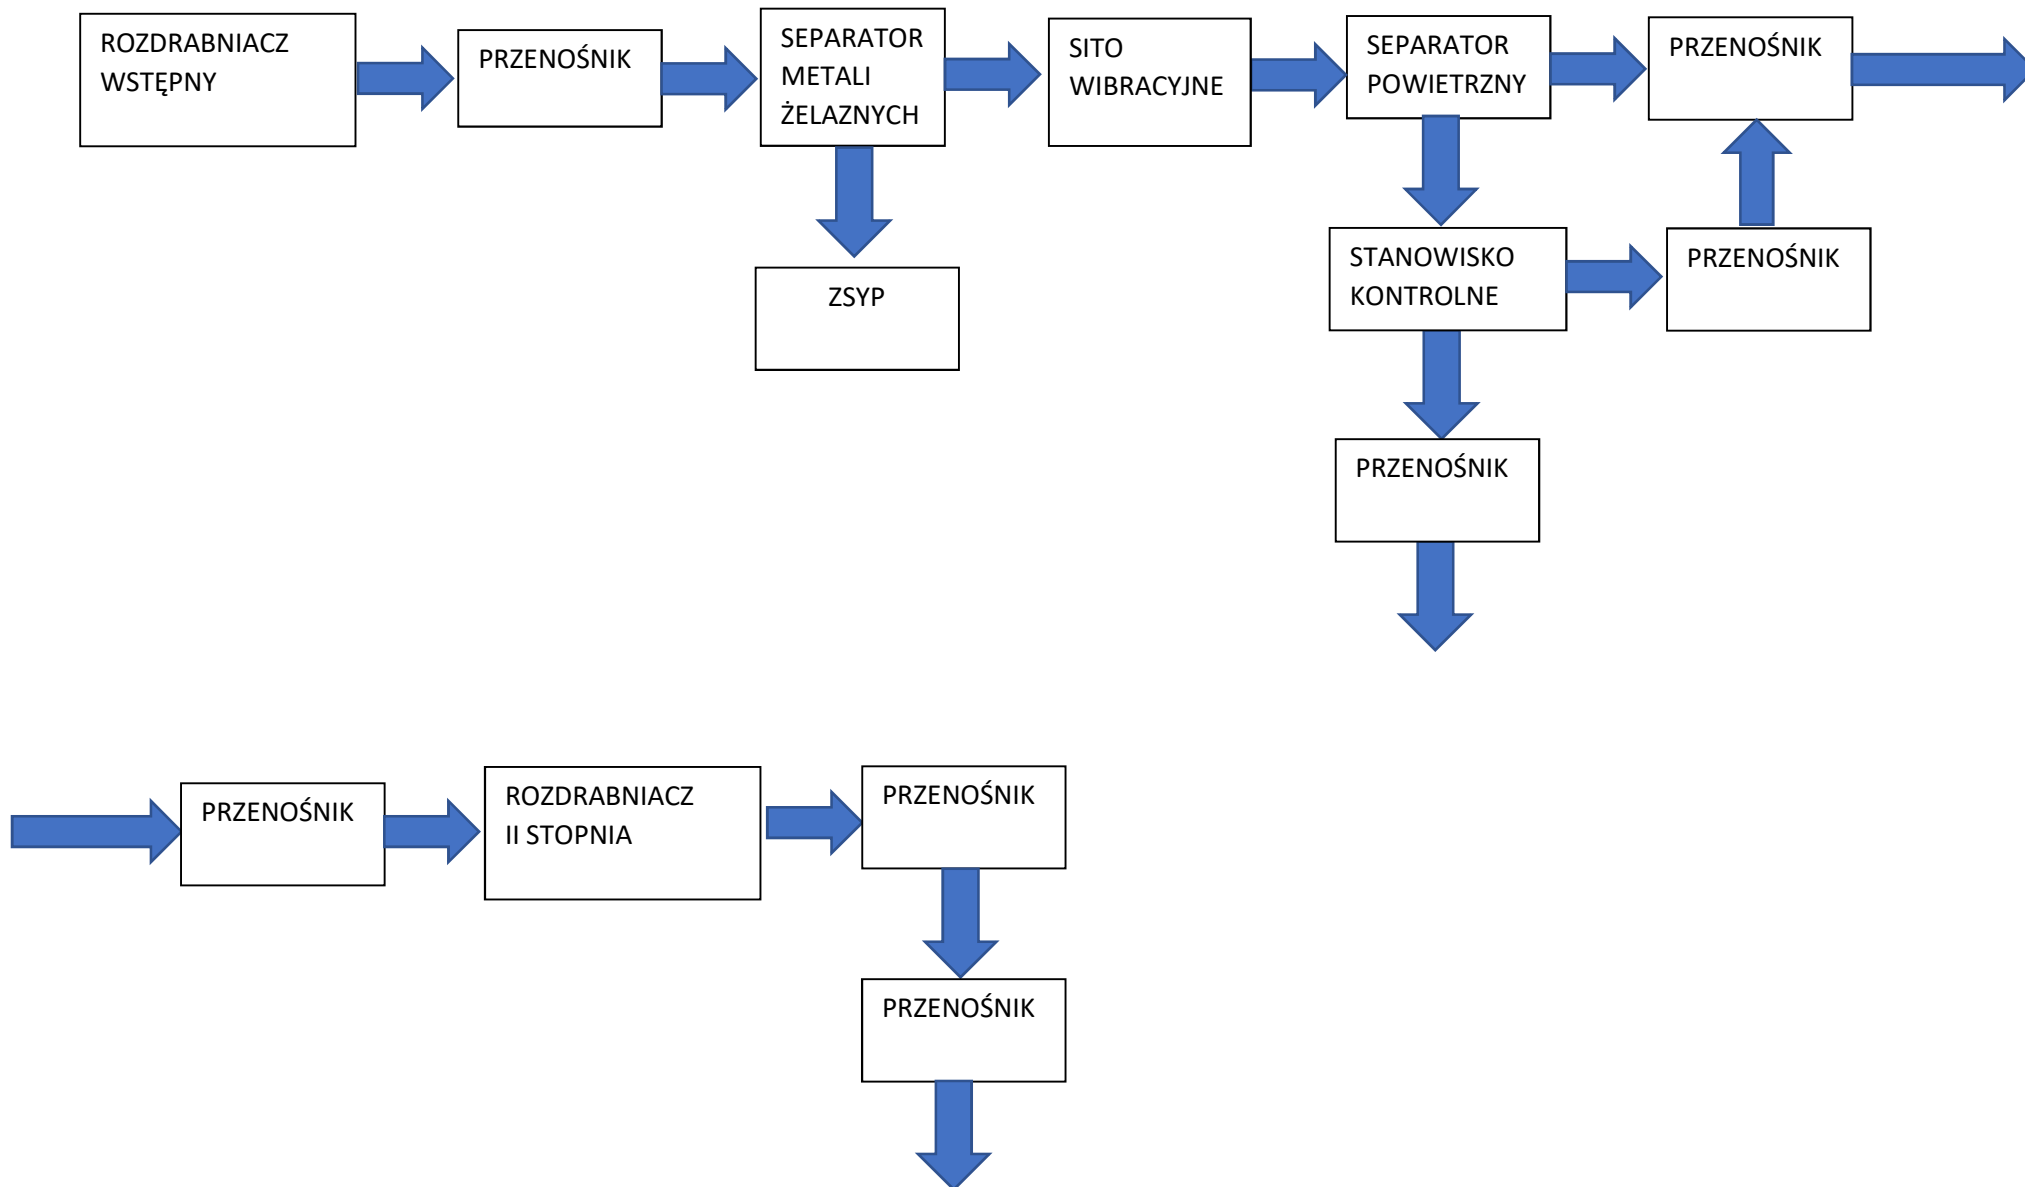 ROZDRABNIACZ
WSTĘPNY
PRZENOŚNIK
SEPARATOR
METALI
ŻELAZNYCH
SITO
WIBRACYJNE
SEPARATOR
POWIETRZNY
PRZENOŚNIK
ZSYP
STANOWISKO
KONTROLNE
PRZENOŚNIK
PRZENOŚNIK
PRZENOŚNIK
ROZDRABNIACZ
II STOPNIA
PRZENOŚNIK
PRZENOŚNIK